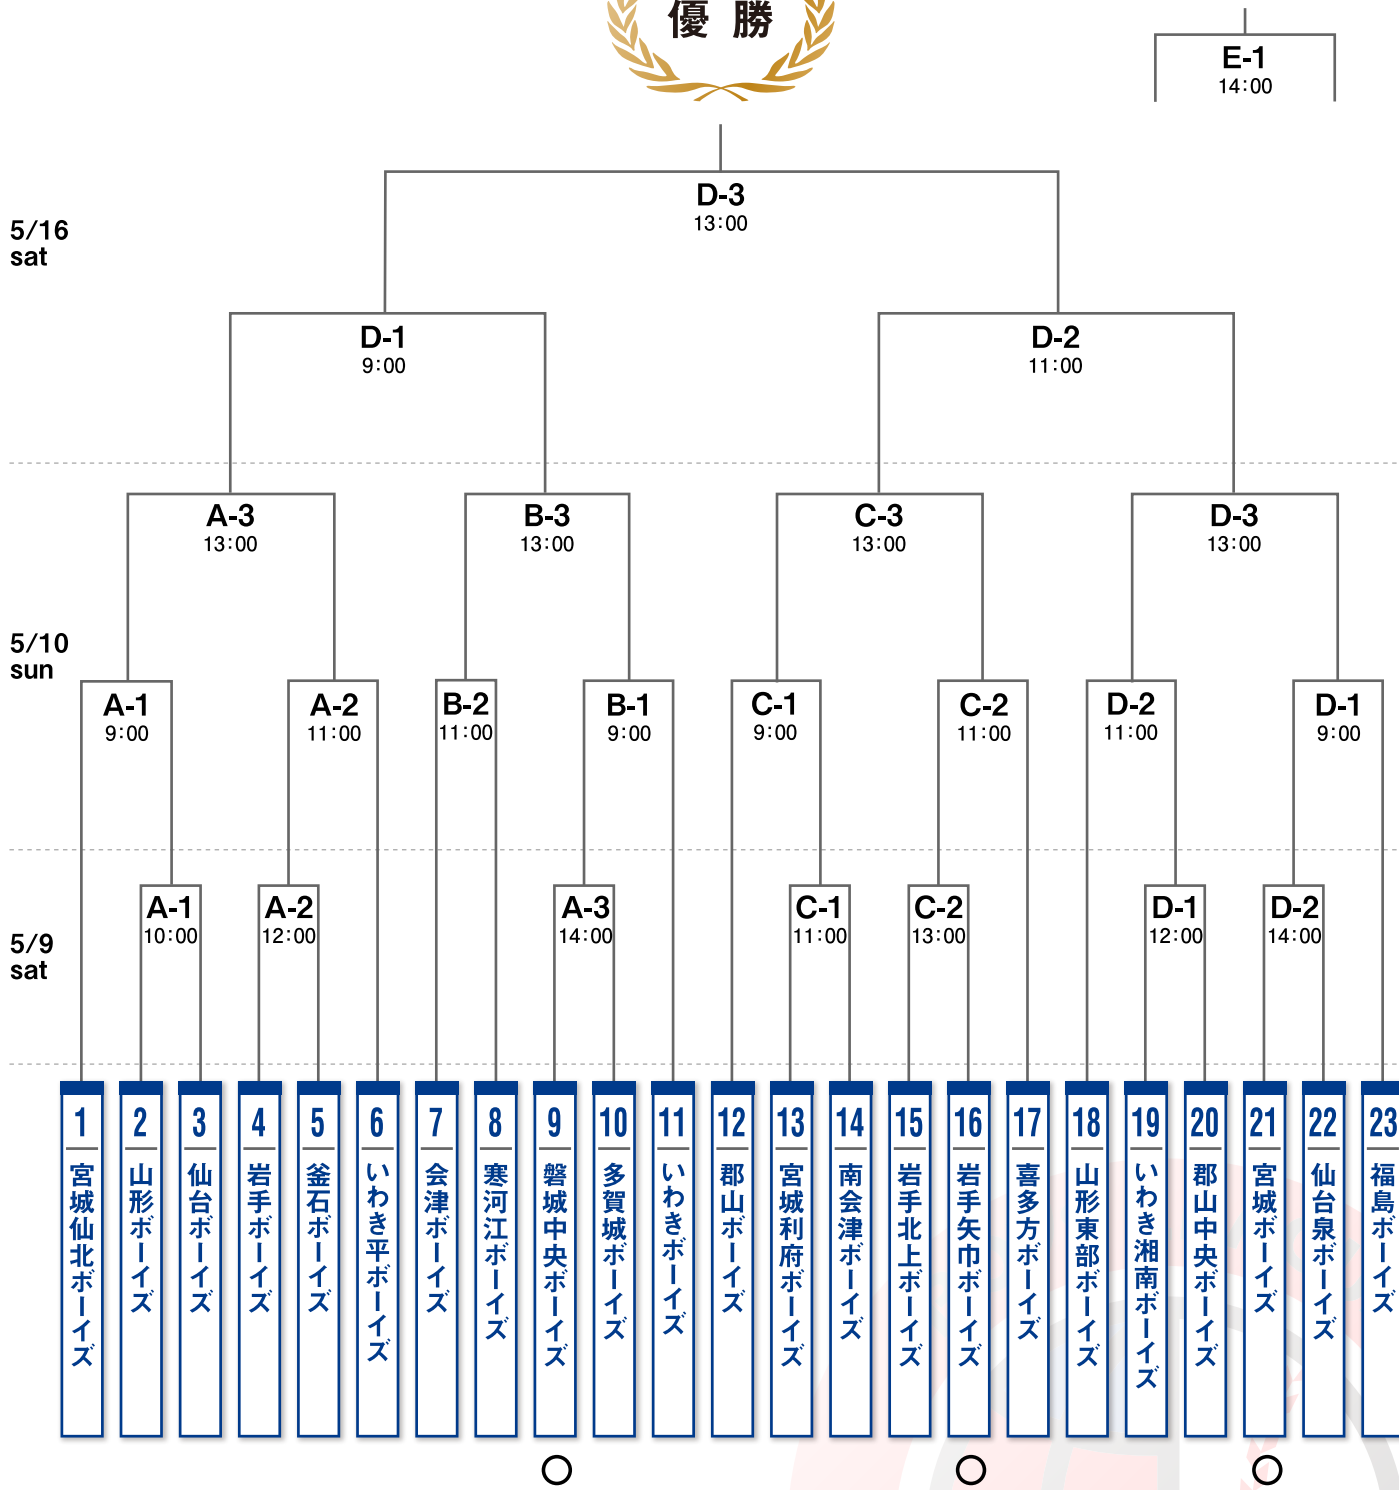 優勝
E-1
14:00
D-3
13:00
5/16
sat
D-1
9:00
D-2
11:00
A-3
13:00
B-3
13:00
C-3
13:00
D-3
13:00
5/10
sun
A-1
9:00
A-2
11:00
B-2
11:00
B-1
9:00
C-1
9:00
C-2
11:00
D-2
11:00
D-1
9:00
5/9
sat
A-1
10:00
A-2
12:00
A-3
14:00
C-1
11:00
C-2
13:00
D-1
12:00
D-2
14:00
1
宮城仙北ボーイズ
2
山形ボーイズ
3
仙台ボーイズ
4
岩手ボーイズ
5
釜石ボーイズ
6
いわき平ボーイズ
7
会津ボーイズ
8
寒河江ボーイズ
9
磐城中央ボーイズ
10
多賀城ボーイズ
11
いわきボーイズ
12
郡山ボーイズ
13
宮城利府ボーイズ
14
南会津ボーイズ
15
岩手北上ボーイズ
16
岩手矢巾ボーイズ
17
喜多方ボーイズ
18
山形東部ボーイズ
19
いわき湘南ボーイズ
20
郡山中央ボーイズ
21
宮城ボーイズ
22
仙台泉ボーイズ
23
福島ボーイズ